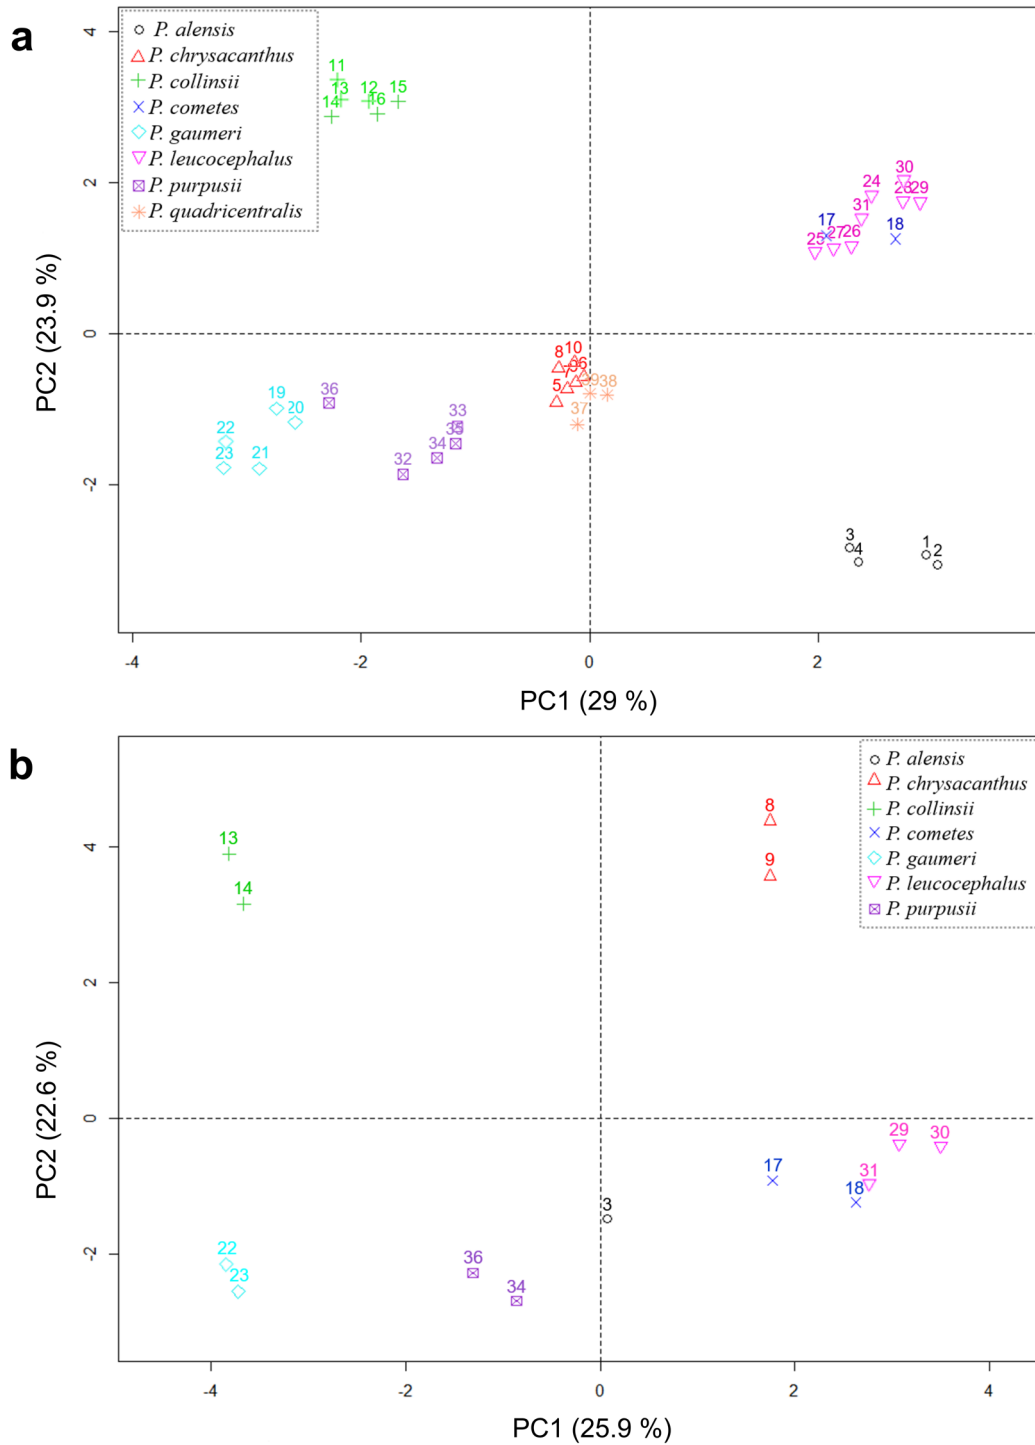 a
P. alensis
P. chrysacanthus
P. collinsii
P. cometes
P. gaumeri
P. leucocephalus
P. purpusii
P. quadricentralis
4
2
0
-2
PC2 (23.9 %)
11
13 12 15
14 16
30
24 28 29
31
17 18
25 27 26
10
8
7 9 6
5 39 38
37
19 36
20 33
22 35
23 21 34
32
3 1 2
4
-4 -2 0 2
PC1 (29 %)
b
P. alensis
P. chrysacanthus
P. collinsii
P. cometes
P. gaumeri
P. leucocephalus
P. purpusii
4
2
0
-2
PC2 (22.6 %)
8
13
9
14
29 30
17 31
18
3
22 36
23 34
-4 -2 0 2 4
PC1 (25.9 %)